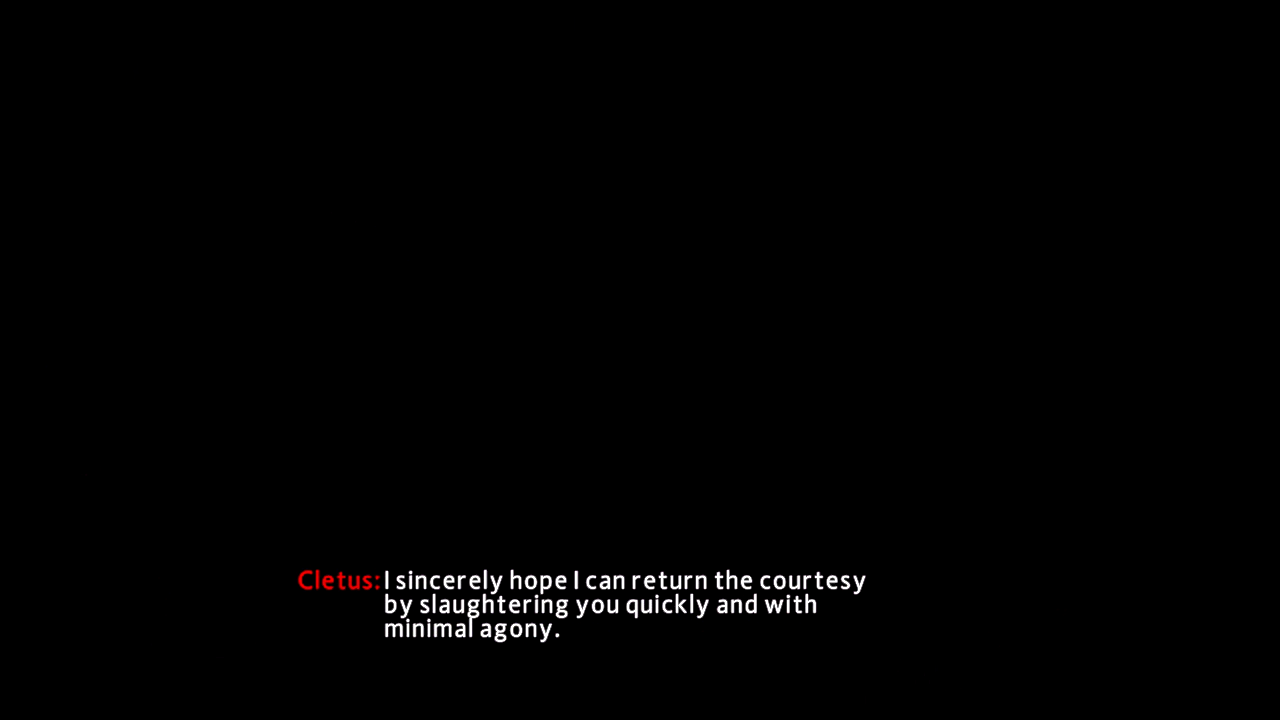 Cletus: I sincerely hope I can return the courtesy
by slaughtering you quickly and with
minimal agony.